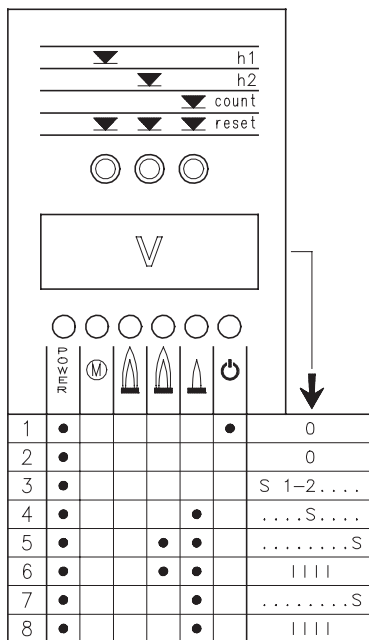 h1
h2
count
reset
V
POWER
M
1 0
2 0
3 S 1-2....
4 ....S....
5 ........S
6 ||||
7 ........S
8 ||||